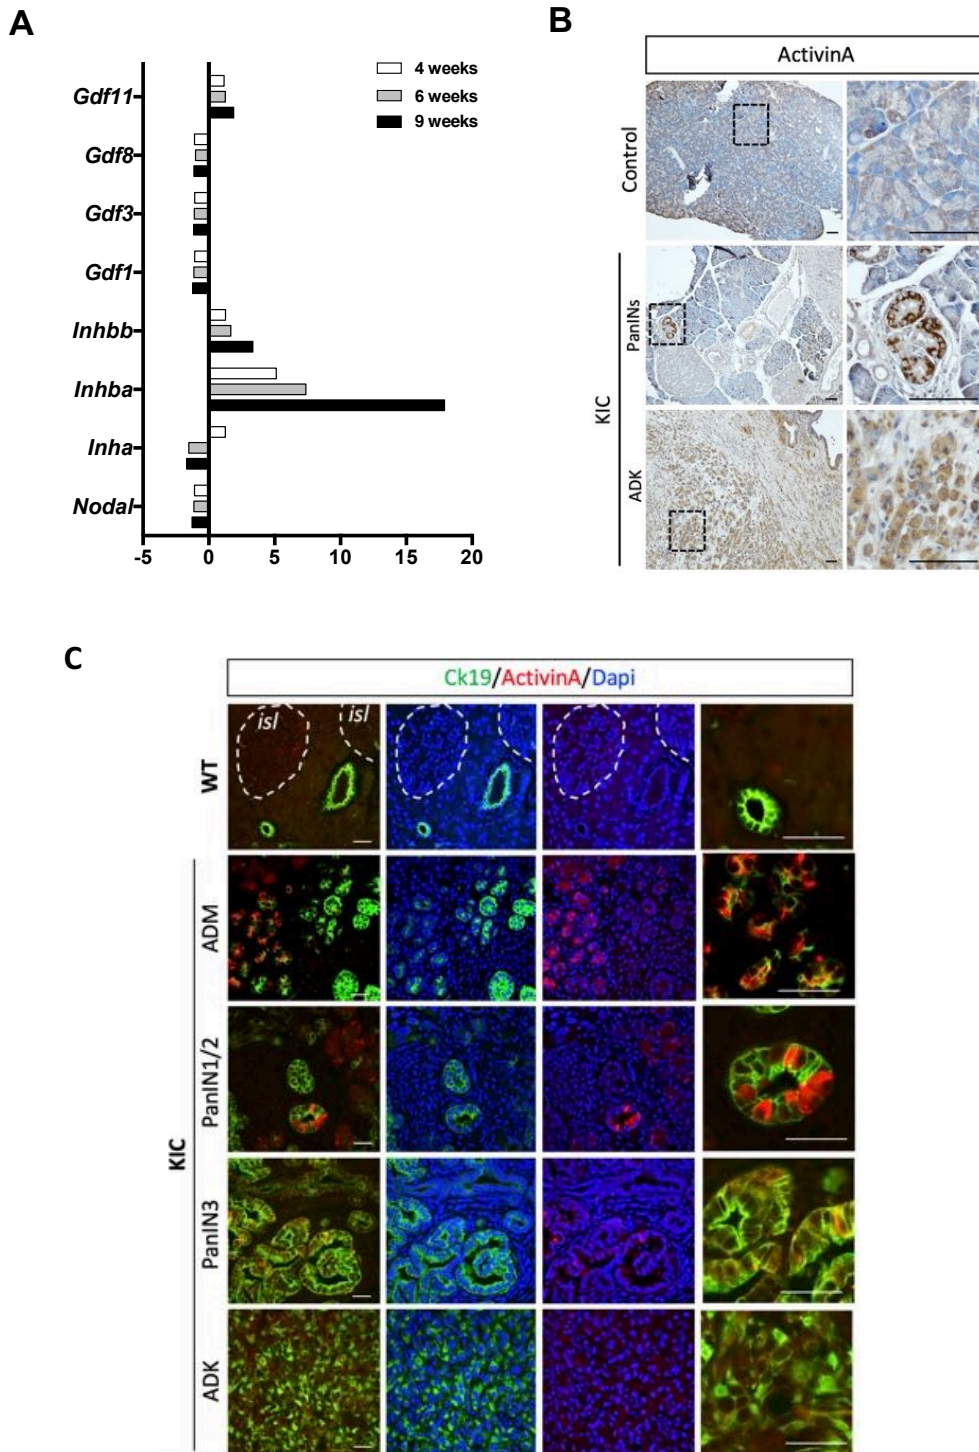 A
4 weeks
6 weeks
9 weeks
Gdf11
Gdf8
Gdf3
Gdf1
Inhbb
Inhba
Inha
Nodal
-5 0 5 10 15 20
B
ActivinA
Control
PanINs
ADK
KIC
C
Ck19/ActivinA/Dapi
isl isl
WT
ADM
PanIN1/2
PanIN3
ADK
KIC